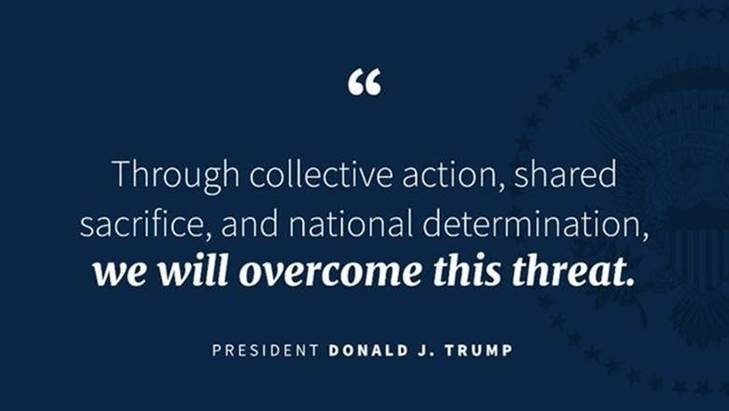 “
Through collective action, shared
sacrifice, and national determination,
we will overcome this threat.
PRESIDENT DONALD J. TRUMP